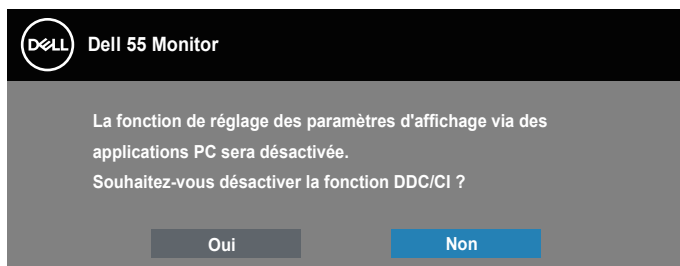 DELL Dell 55 Monitor
La fonction de réglage des paramètres d'affichage via des
applications PC sera désactivée.
Souhaitez-vous désactiver la fonction DDC/CI ?
Oui Non